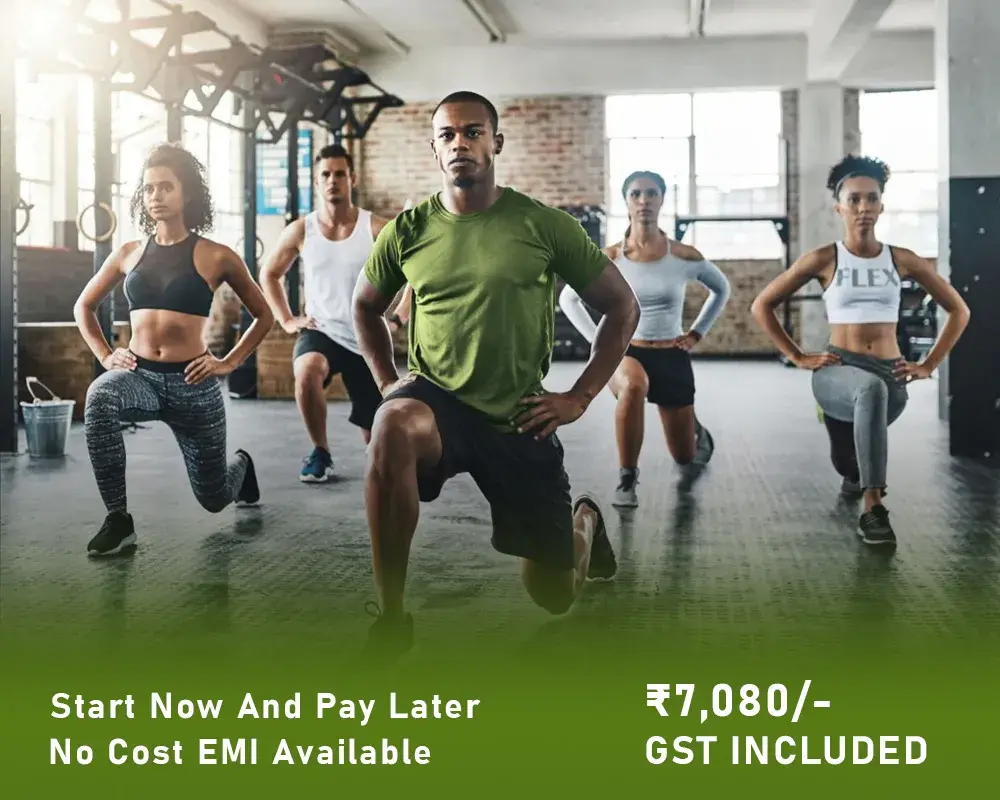 FLEX
Start Now And Pay Later
No Cost EMI Available
₹7,080/-
GST INCLUDED